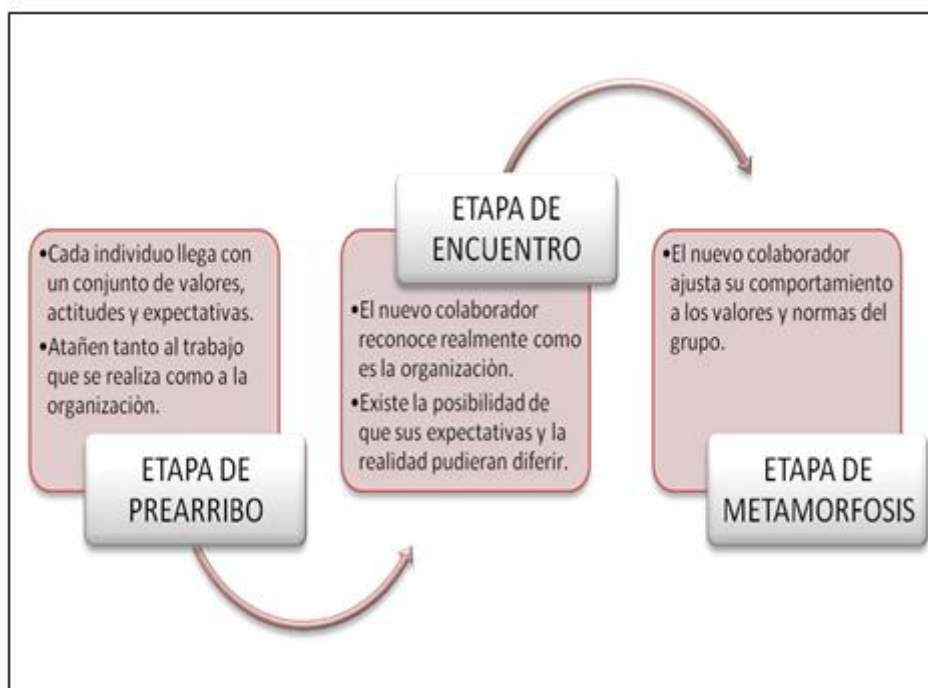 •Cada individuo llega con
un conjunto de valores,
actitudes y expectativas.
•Atañen tanto al trabajo
que se realiza como a la
organizaciòn.
ETAPA DE
PREARRIBO
ETAPA DE
ENCUENTRO
•El nuevo colaborador
reconoce realmente como
es la organizaciòn.
•Existe la posibilidad de
que sus expectativas y la
realidad pudieran diferir.
•El nuevo colaborador
ajusta su comportamiento
a los valores y normas del
grupo.
ETAPA DE
METAMORFOSIS